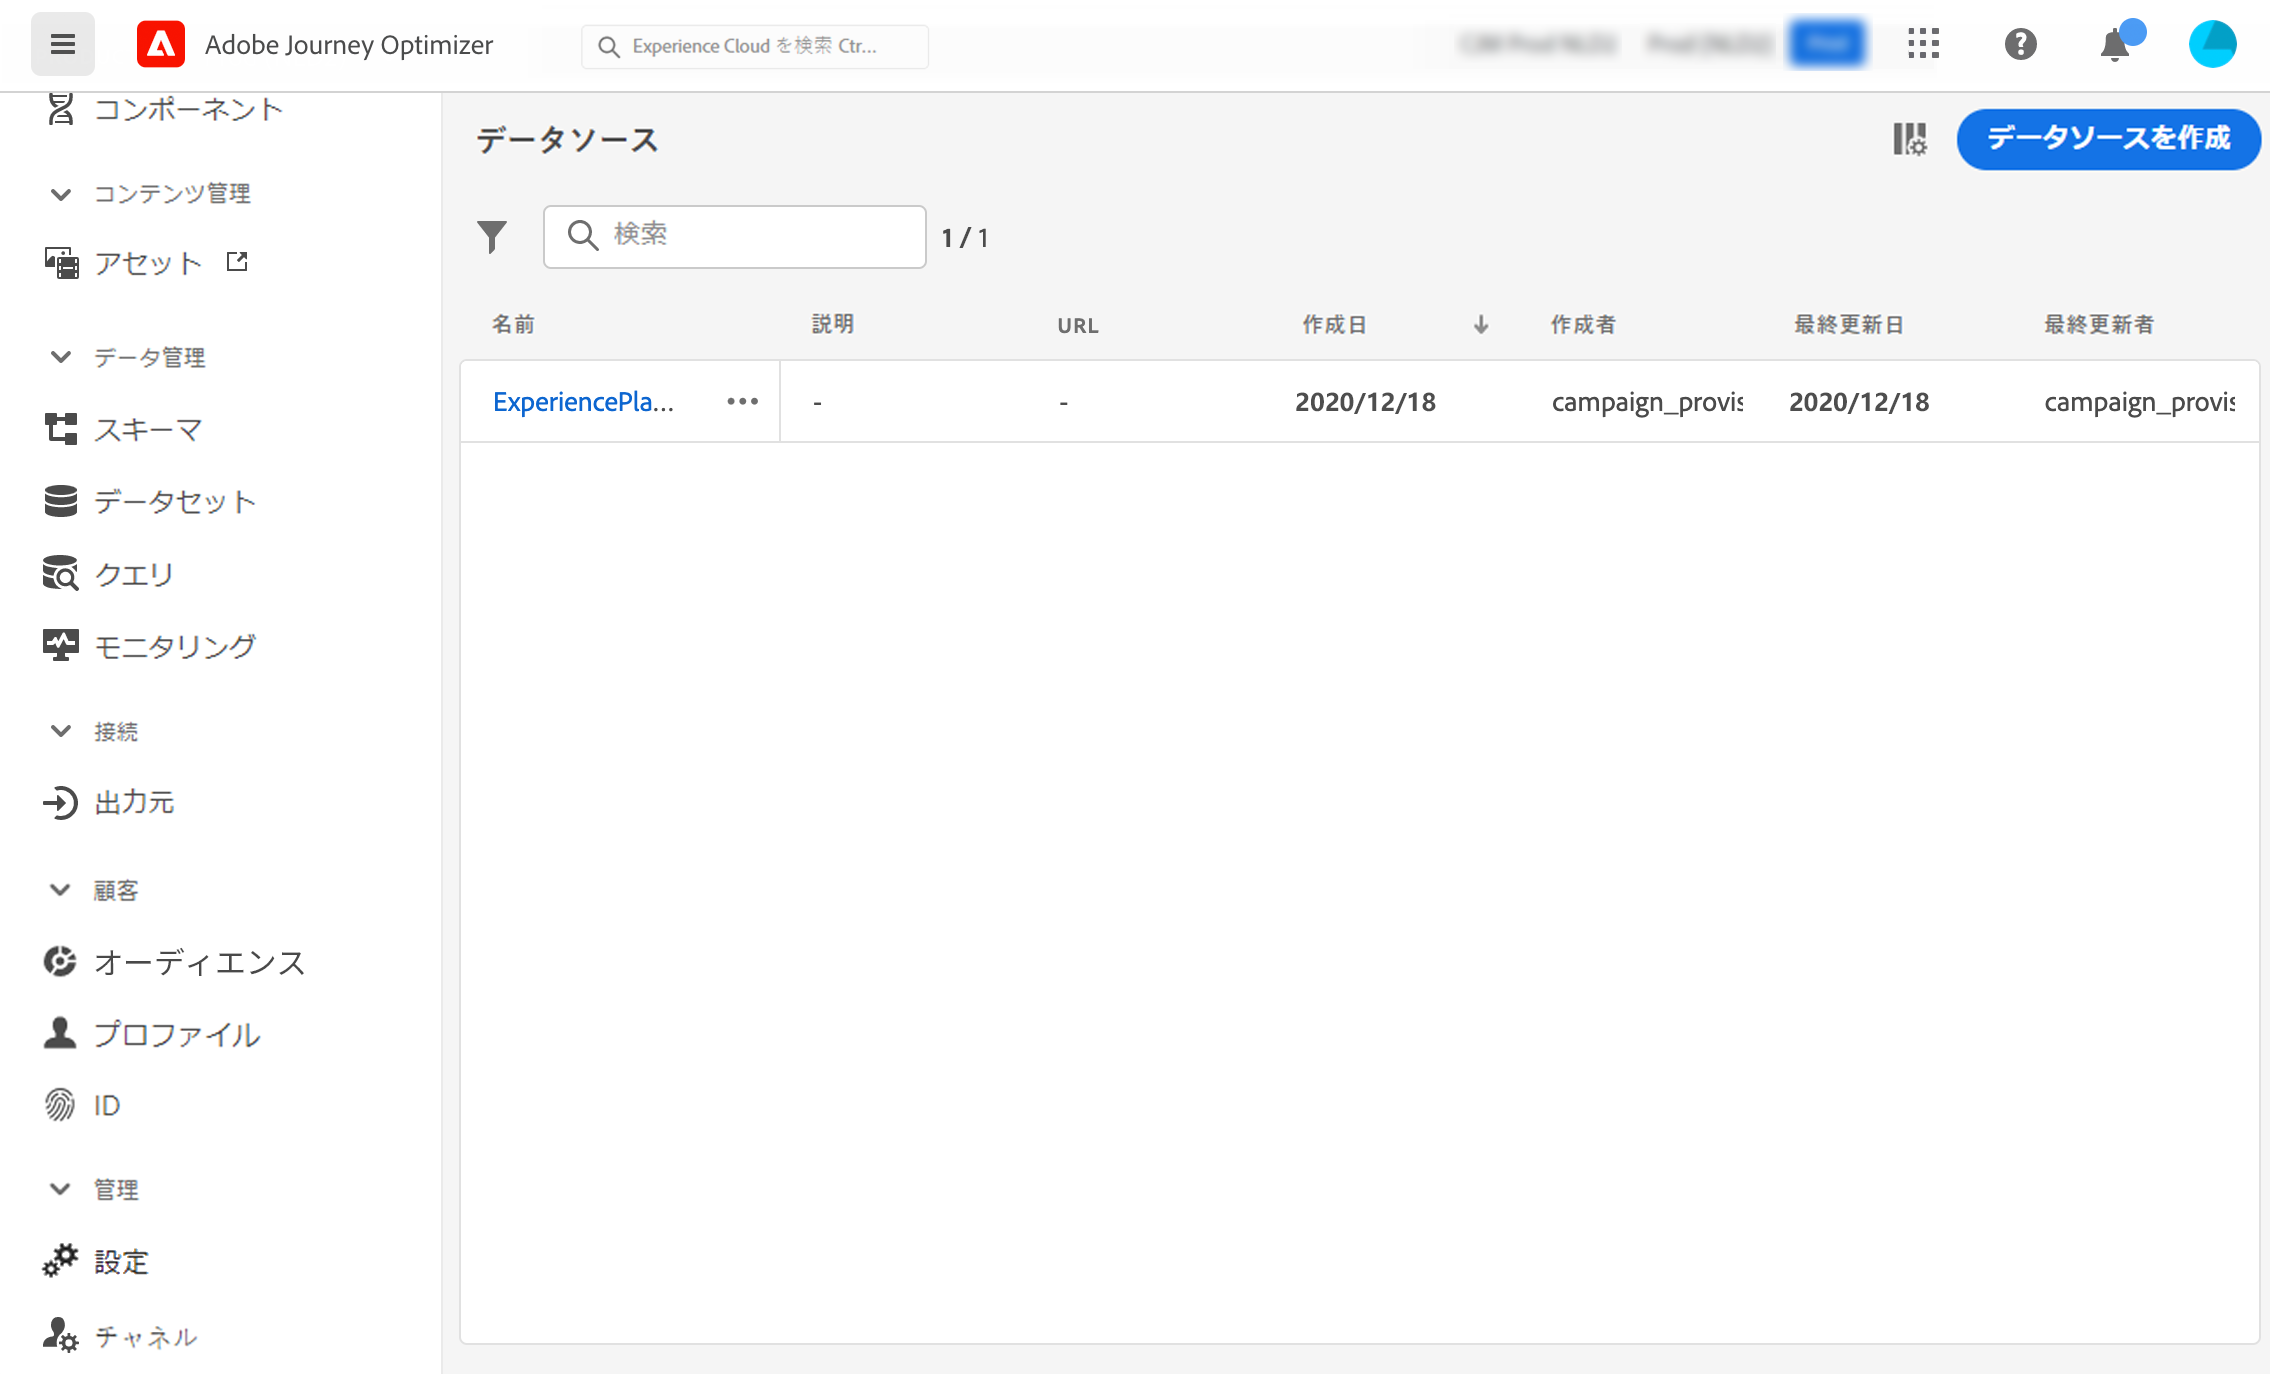 Adobe Journey Optimizer
Experience Cloud を検索 Ctr...
コンポーネント
コンテンツ管理
アセット
データ管理
スキーマ
データセット
クエリ
モニタリング
接続
出力元
顧客
オーディエンス
プロファイル
ID
管理
設定
チャネル
データソース
データソースを作成
検索
1 / 1
名前 説明 URL 作成日 作成者 最終更新日 最終更新者
ExperiencePla... - - 2020/12/18 campaign_provis 2020/12/18 campaign_provis